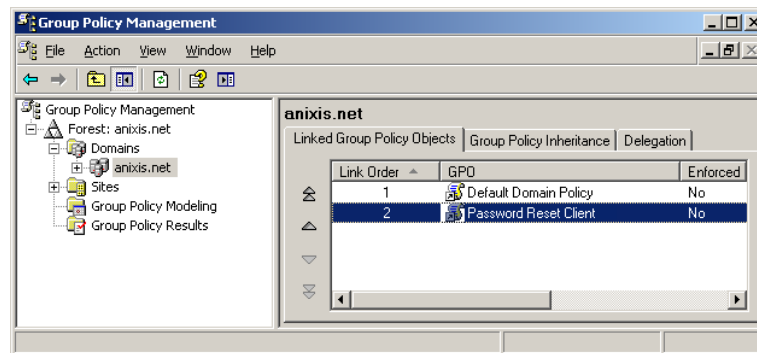 Group Policy Management
File Action View Window Help
Group Policy Management
Forest: anixis.net
Domains
anixis.net
Sites
Group Policy Modeling
Group Policy Results
anixis.net
Linked Group Policy Objects Group Policy Inheritance Delegation
Link Order GPO Enforced
1 Default Domain Policy No
2 Password Reset Client No